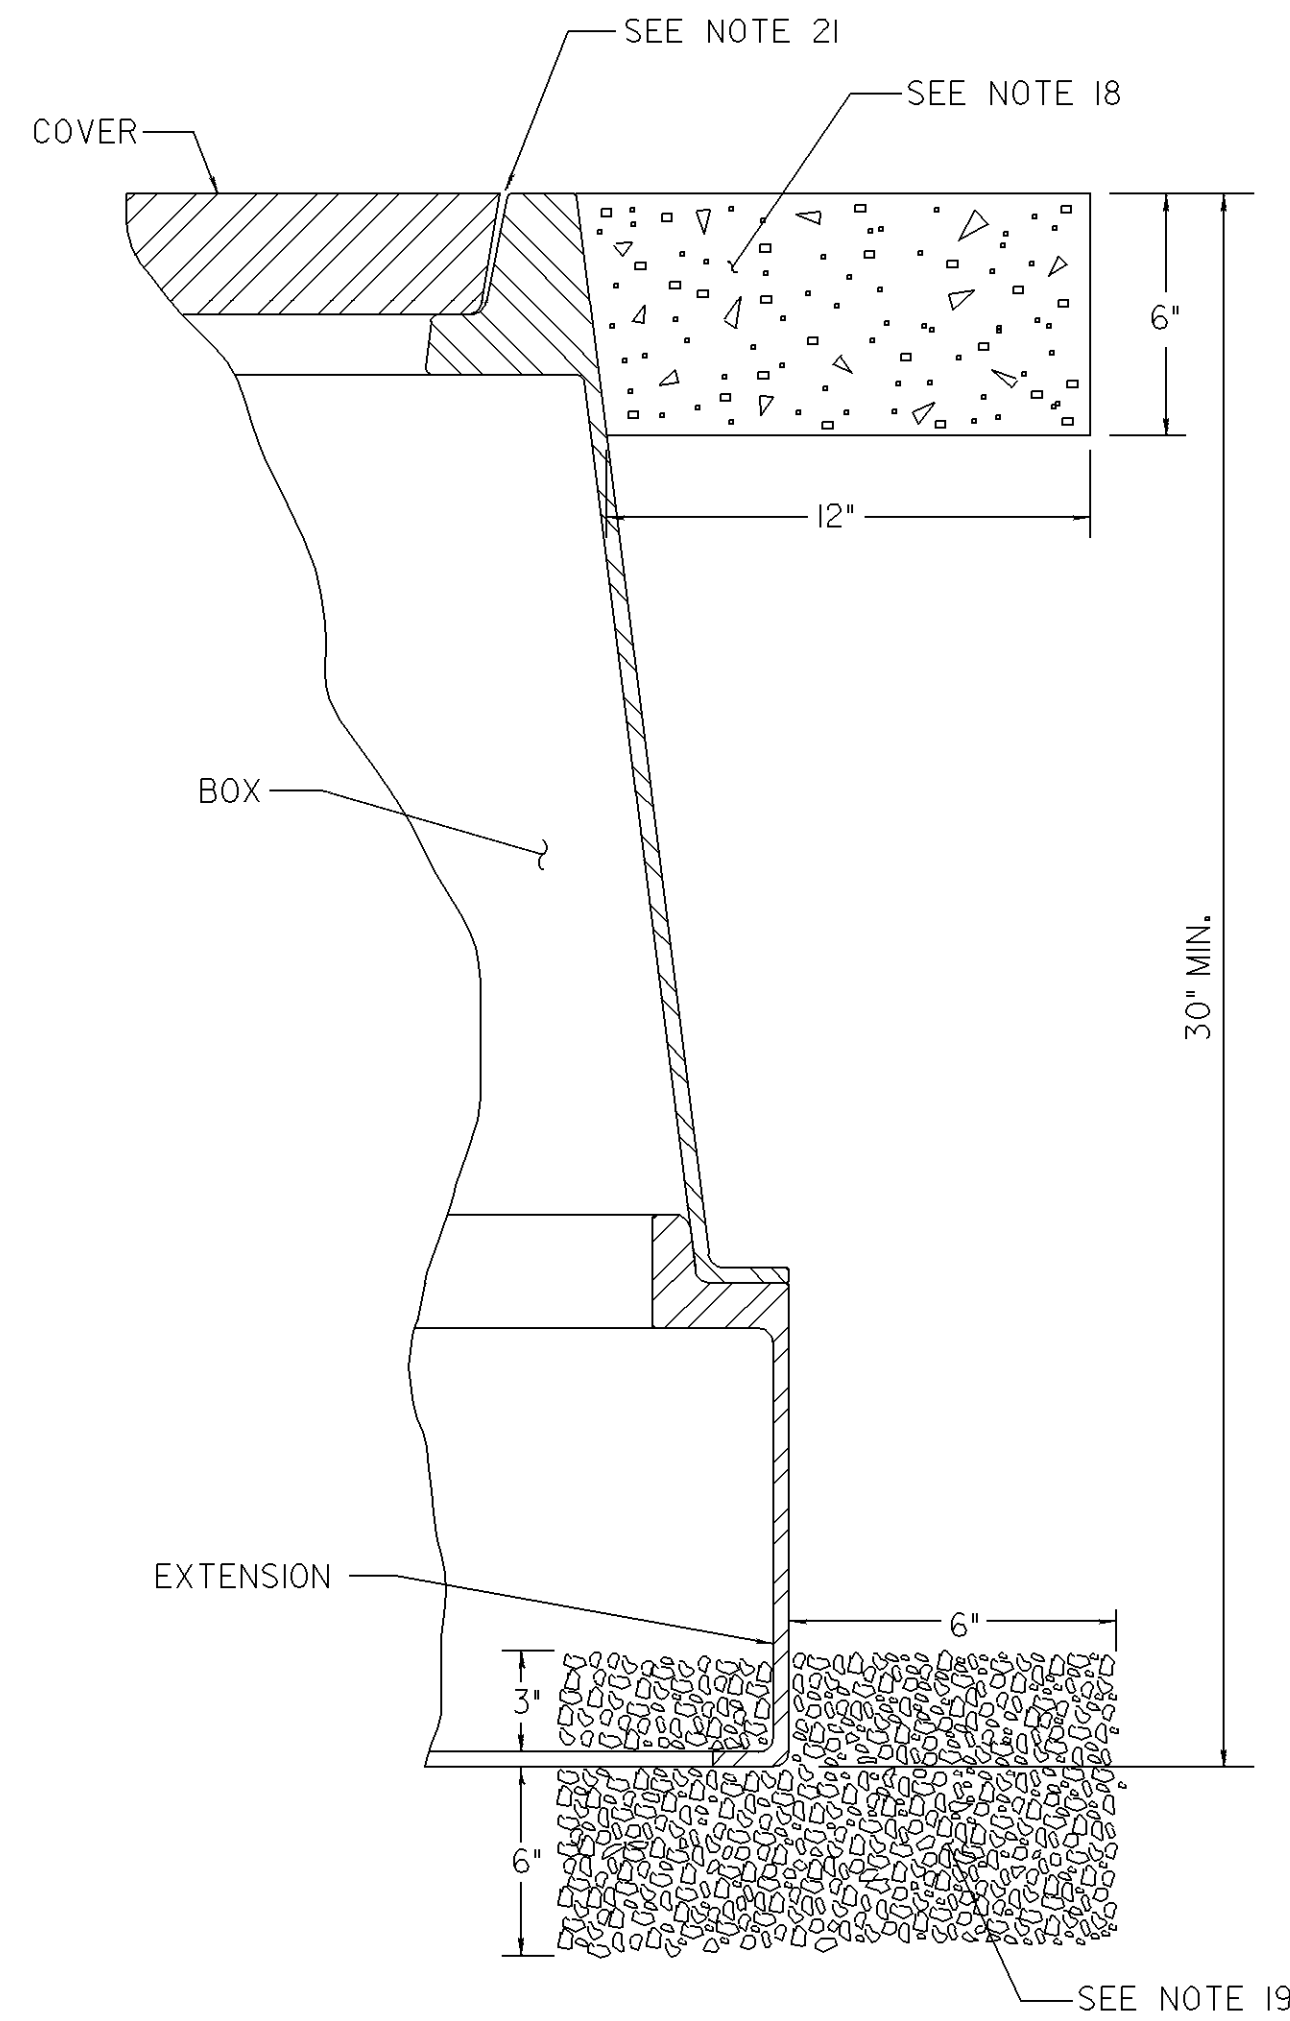 SEE NOTE 21
SEE NOTE 18
COVER
6"
12"
BOX
30" MIN.
EXTENSION
6"
3"
6"
SEE NOTE 19